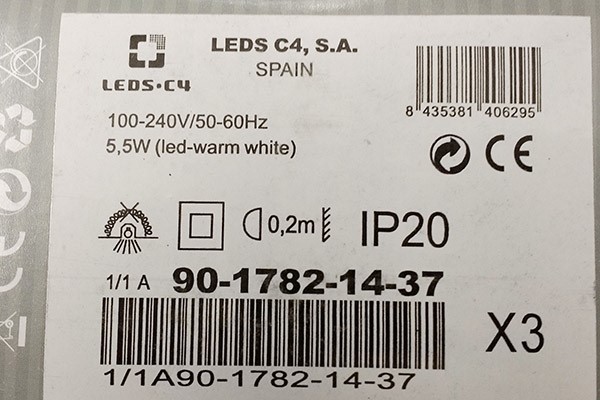 LEDS C4, S.A.
SPAIN
LEDS·C4
8 435381 406295
100-240V/50-60Hz
5,5W (led-warm white)
CE
0,2m
IP20
1/1 A 90-1782-14-37
X3
1/1A90-1782-14-37